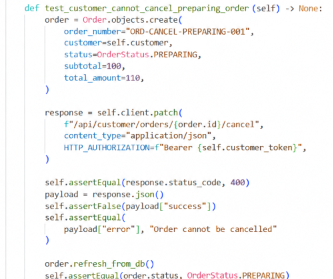 def test_customer_cannot_cancel_preparing_order(self) -> None:
    order = Order.objects.create(
        order_number="ORD-CANCEL-PREPARING-001",
        customer=self.customer,
        status=OrderStatus.PREPARING,
        subtotal=100,
        total_amount=110,
    )
    response = self.client.patch(
        f"/api/customer/orders/{order.id}/cancel",
        content_type="application/json",
        HTTP_AUTHORIZATION=f"Bearer {self.customer_token}",
    )
    self.assertEqual(response.status_code, 400)
    payload = response.json()
    self.assertFalse(payload["success"])
    self.assertEqual(
        payload["error"], "Order cannot be cancelled"
    )
    order.refresh_from_db()
    self.assertEqual(order.status, OrderStatus.PREPARING)